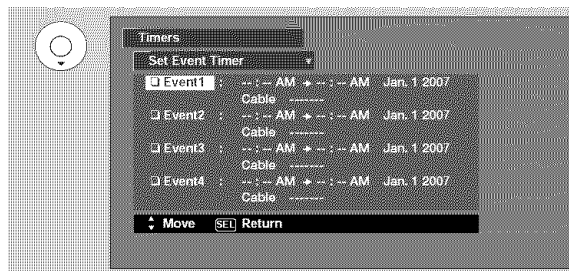 Timers
Set Event Timer
Event1 : -- : -- AM → -- : -- AM Jan. 1 2007
Cable -------
Event2 : -- : -- AM → -- : -- AM Jan. 1 2007
Cable -------
Event3 : -- : -- AM → -- : -- AM Jan. 1 2007
Cable -------
Event4 : -- : -- AM → -- : -- AM Jan. 1 2007
Cable -------
Move SEL Return